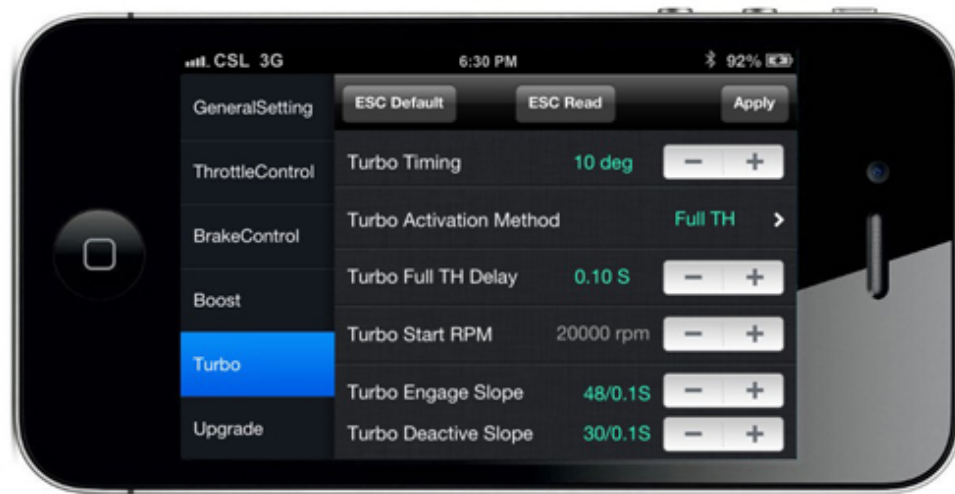 CSL 3G 6:30 PM 92%
GeneralSetting
ThrottleControl
BrakeControl
Boost
Turbo
Upgrade
ESC Default ESC Read Apply
Turbo Timing 10 deg - +
Turbo Activation Method Full TH >
Turbo Full TH Delay 0.10 S - +
Turbo Start RPM 20000 rpm - +
Turbo Engage Slope 48/0.1S - +
Turbo Deactive Slope 30/0.1S - +